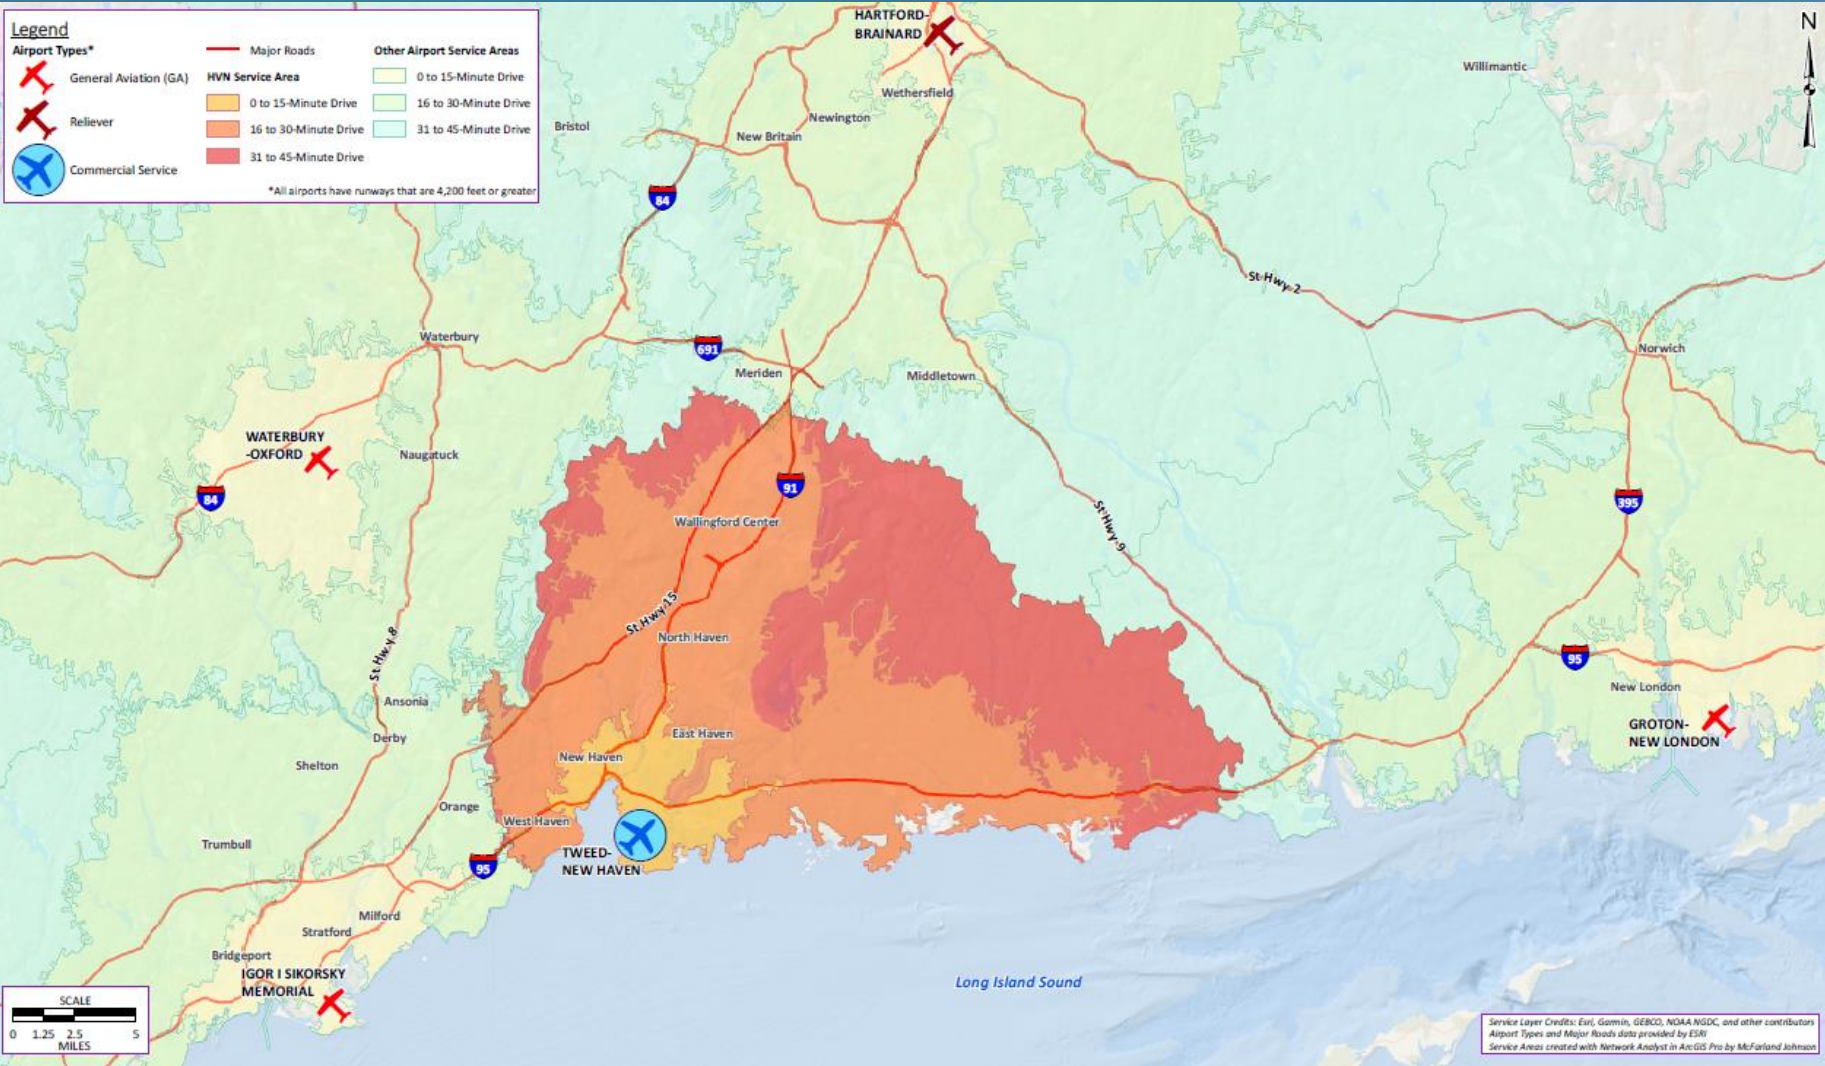 Legend
Airport Types*
General Aviation (GA)
Reliever
Commercial Service
Major Roads
HVN Service Area
0 to 15-Minute Drive
16 to 30-Minute Drive
31 to 45-Minute Drive
Other Airport Service Areas
0 to 15-Minute Drive
16 to 30-Minute Drive
31 to 45-Minute Drive
*All airports have runways that are 4,200 feet or greater
HARTFORD-
BRAINARD
N
Willimantic
Wethersfield
Newington
Bristol
New Britain
84
St Hwy 2
Waterbury
691
Norwich
Meriden
Middletown
WATERBURY
-OXFORD
Naugatuck
84
91
395
Wallingford Center
St Hwy 9
St Hwy 15
North Haven
St Hwy 8
95
New London
Ansonia
GROTON-
NEW LONDON
Derby
East Haven
New Haven
Shelton
Orange
West Haven
Trumbull
TWEED-
NEW HAVEN
95
Milford
Stratford
Bridgeport
IGOR I SIKORSKY
MEMORIAL
Long Island Sound
SCALE
0 1.25 2.5 5
MILES
Service Layer Credits: Esri, Garmin, GEBCO, NOAA NGDC, and other contributors
Airport Types and Major Roads data provided by ESRI
Service Areas created with Network Analyst in ArcGIS Pro by McFarland Johnson